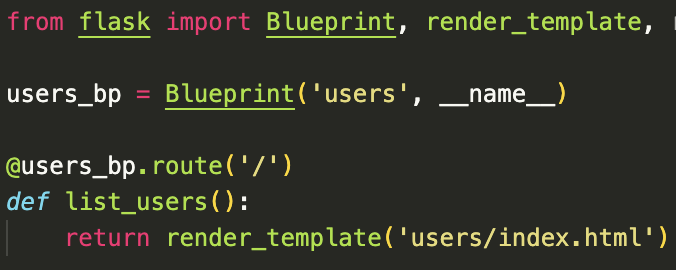 from flask import Blueprint, render_template,
users_bp = Blueprint('users', __name__)
@users_bp.route('/')
def list_users():
return render_template('users/index.html')